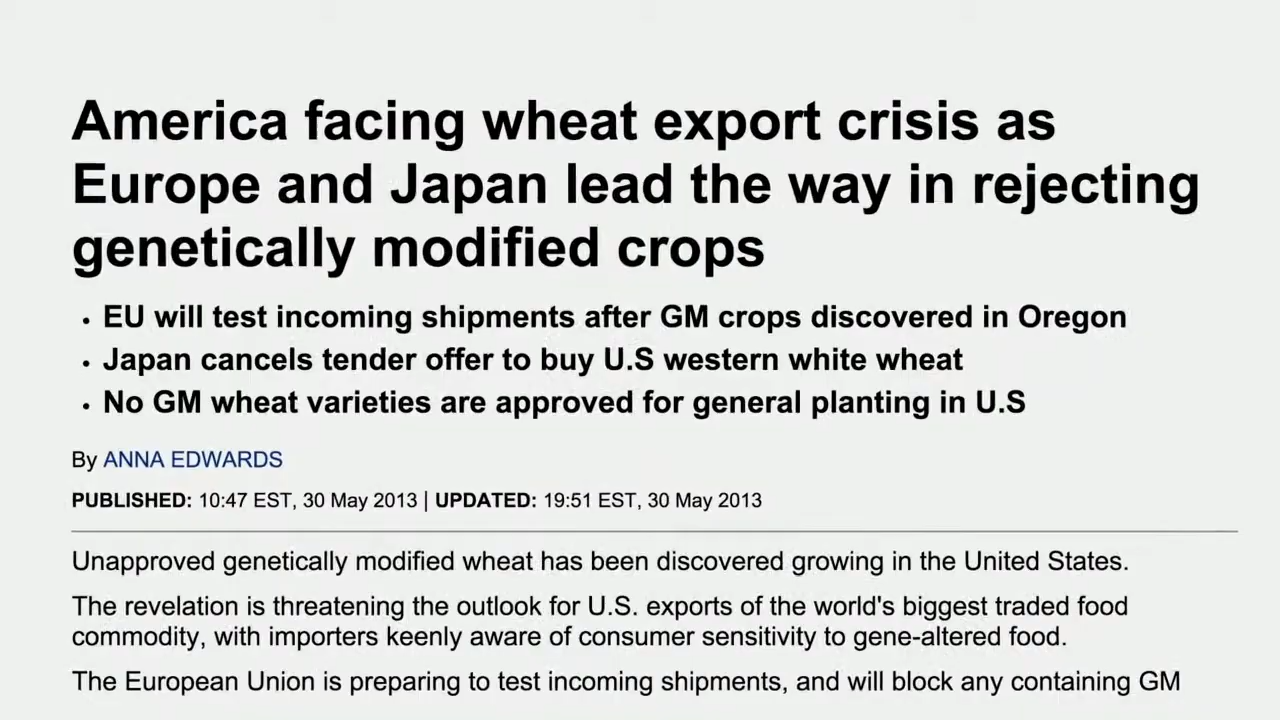 America facing wheat export crisis as
Europe and Japan lead the way in rejecting
genetically modified crops
• EU will test incoming shipments after GM crops discovered in Oregon
• Japan cancels tender offer to buy U.S western white wheat
• No GM wheat varieties are approved for general planting in U.S
By ANNA EDWARDS
PUBLISHED: 10:47 EST, 30 May 2013 | UPDATED: 19:51 EST, 30 May 2013
Unapproved genetically modified wheat has been discovered growing in the United States.
The revelation is threatening the outlook for U.S. exports of the world's biggest traded food
commodity, with importers keenly aware of consumer sensitivity to gene-altered food.
The European Union is preparing to test incoming shipments, and will block any containing GM